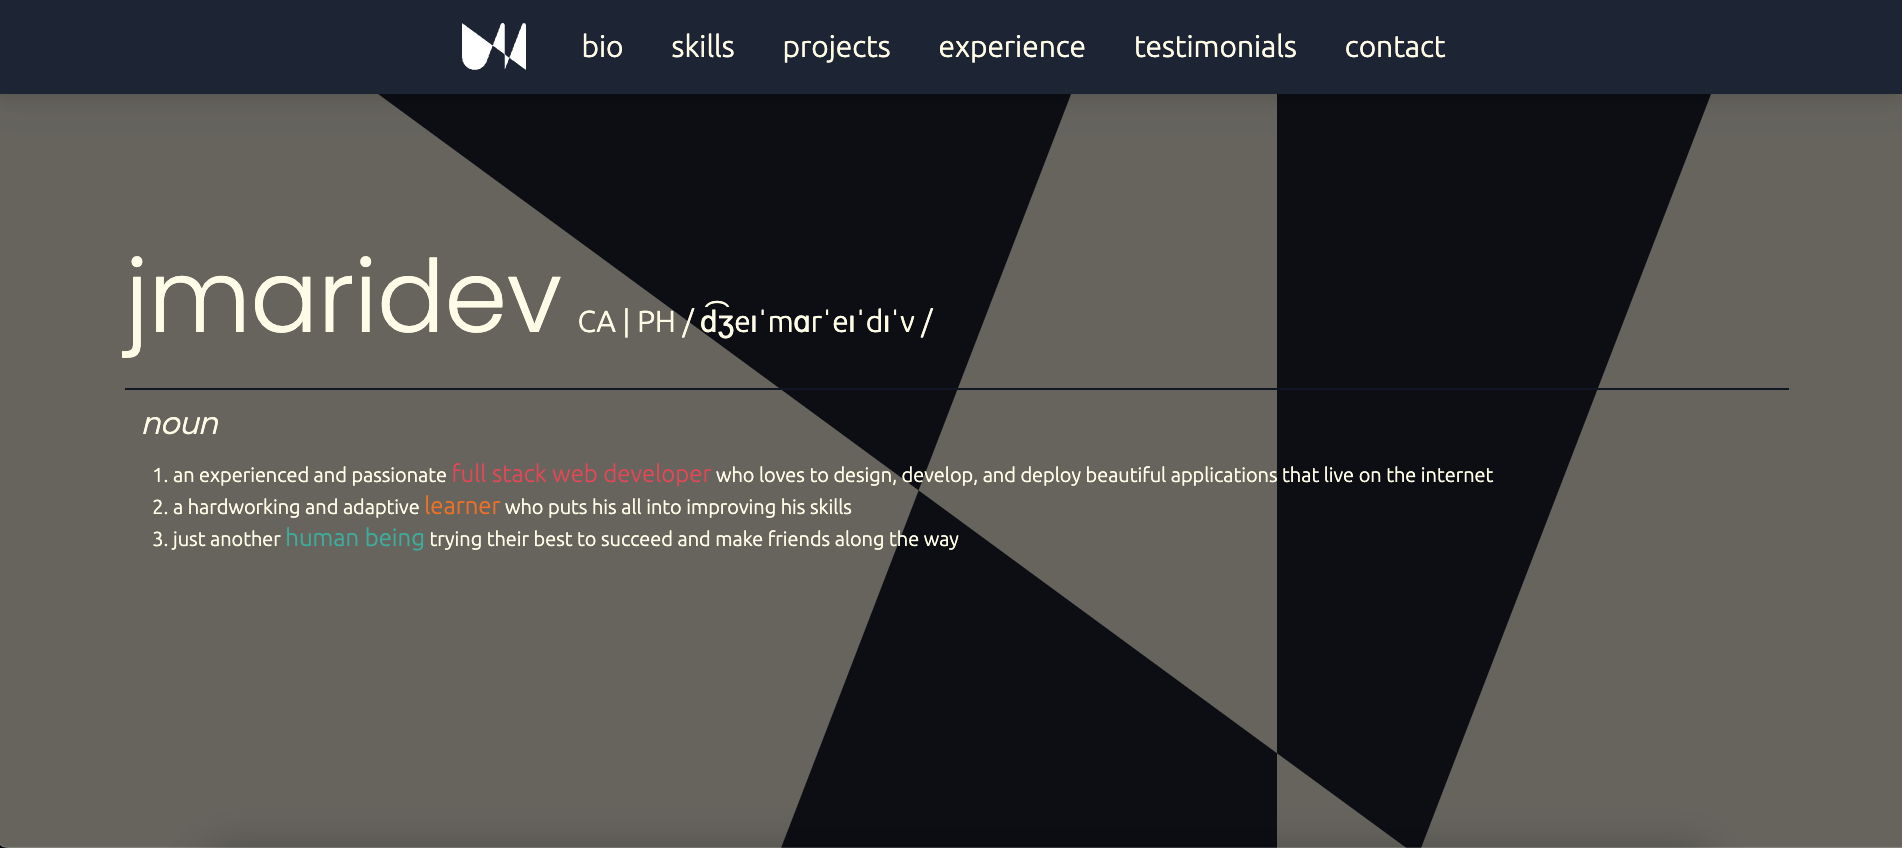 bio skills projects experience testimonials contact
jmaridev CA | PH / d͡ʒeɪˈmɑrˈeɪˈdɪˈv /
noun
1. an experienced and passionate full stack web developer who loves to design, develop, and deploy beautiful applications that live on the internet
2. a hardworking and adaptive learner who puts his all into improving his skills
3. just another human being trying their best to succeed and make friends along the way